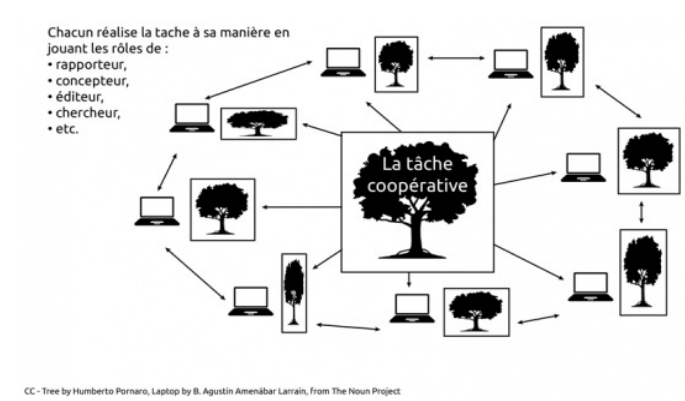 Chacun réalise la tache à sa manière en
jouant les rôles de :
• rapporteur,
• concepteur,
• éditeur,
• chercheur,
• etc.
La tâche
coopérative
CC - Tree by Humberto Pornaro, Laptop by B. Agustín Amenábar Larraín, from The Noun Project